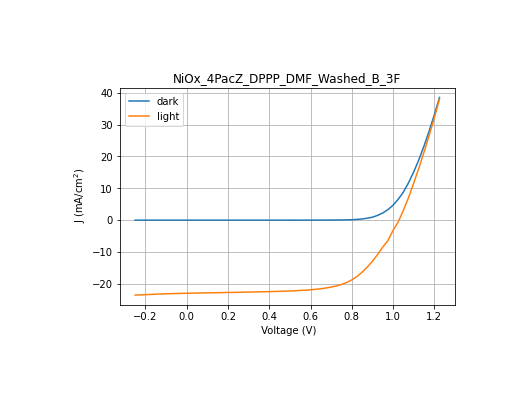 NiOx_4PacZ_DPPP_DMF_Washed_B_3F
dark
light
J (mA/cm²)
40
30
20
10
0
−10
−20
−0.2 0.0 0.2 0.4 0.6 0.8 1.0 1.2
Voltage (V)